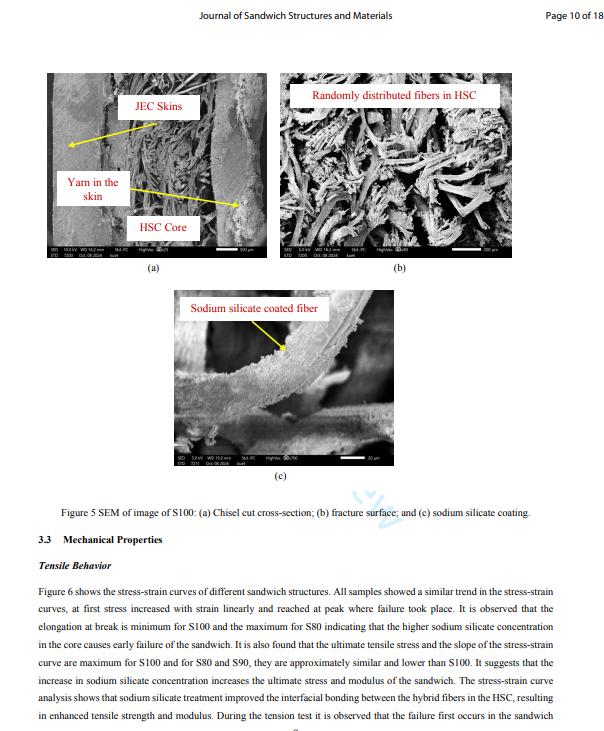 Journal of Sandwich Structures and Materials
Page 10 of 18
JEC Skins
Yarn in the
skin
HSC Core
SED 10.0 kV WD 16.2 mm Std.-PC HighVac. x25 500 µm
STD 7200 Oct. 08 2024 kuet
(a)
Randomly distributed fibers in HSC
SED 5.0 kV WD 16.2 mm Std.-PC HighVac. 200 µm
STD 7205 Oct. 08 2024 kuet
(b)
Sodium silicate coated fiber
SED 5.0 kV WD 15.0 mm Std.-PC HighVac. x700 20 µm
STD 7211 Oct. 08 2024 kuet
(c)
Figure 5 SEM of image of S100: (a) Chisel cut cross-section; (b) fracture surface; and (c) sodium silicate coating.
3.3 Mechanical Properties
Tensile Behavior
Figure 6 shows the stress-strain curves of different sandwich structures. All samples showed a similar trend in the stress-strain
curves, at first stress increased with strain linearly and reached at peak where failure took place. It is observed that the
elongation at break is minimum for S100 and the maximum for S80 indicating that the higher sodium silicate concentration
in the core causes early failure of the sandwich. It is also found that the ultimate tensile stress and the slope of the stress-strain
curve are maximum for S100 and for S80 and S90, they are approximately similar and lower than S100. It suggests that the
increase in sodium silicate concentration increases the ultimate stress and modulus of the sandwich. The stress-strain curve
analysis shows that sodium silicate treatment improved the interfacial bonding between the hybrid fibers in the HSC, resulting
in enhanced tensile strength and modulus. During the tension test it is observed that the failure first occurs in the sandwich